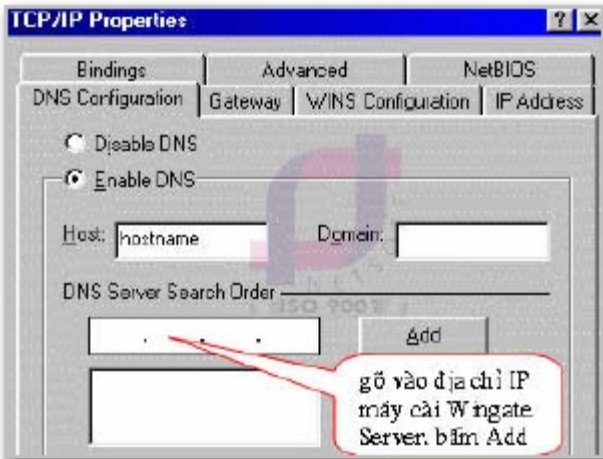 TCP/IP Properties
Bindings
Advanced
NetBIOS
DNS Configuration
Gateway
WINS Configuration
IP Address
Disable DNS
Enable DNS
Host:
hostname
Domain:
DNS Server Search Order
ISO 9001
Add
gõ vào địa chỉ IP
máy cài Wingate
Server. bấm Add